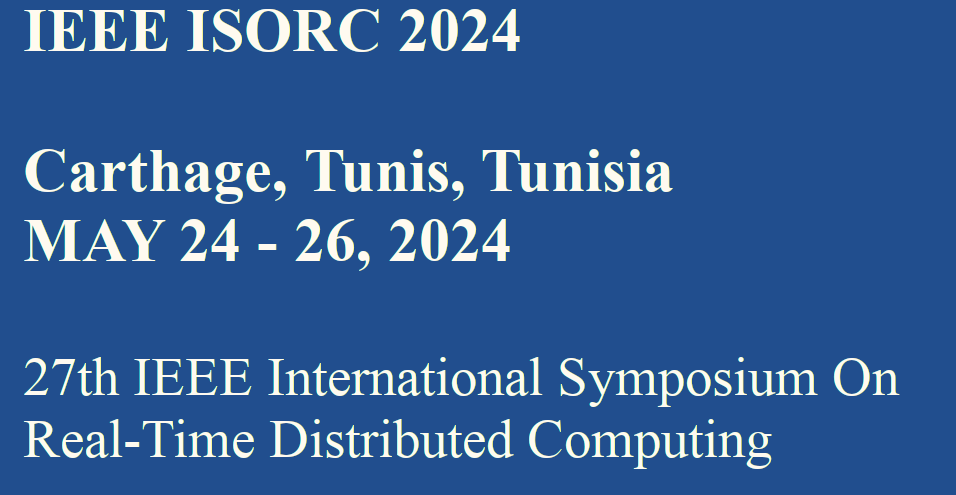 IEEE ISORC 2024
Carthage, Tunis, Tunisia
MAY 24 - 26, 2024
27th IEEE International Symposium On
Real-Time Distributed Computing